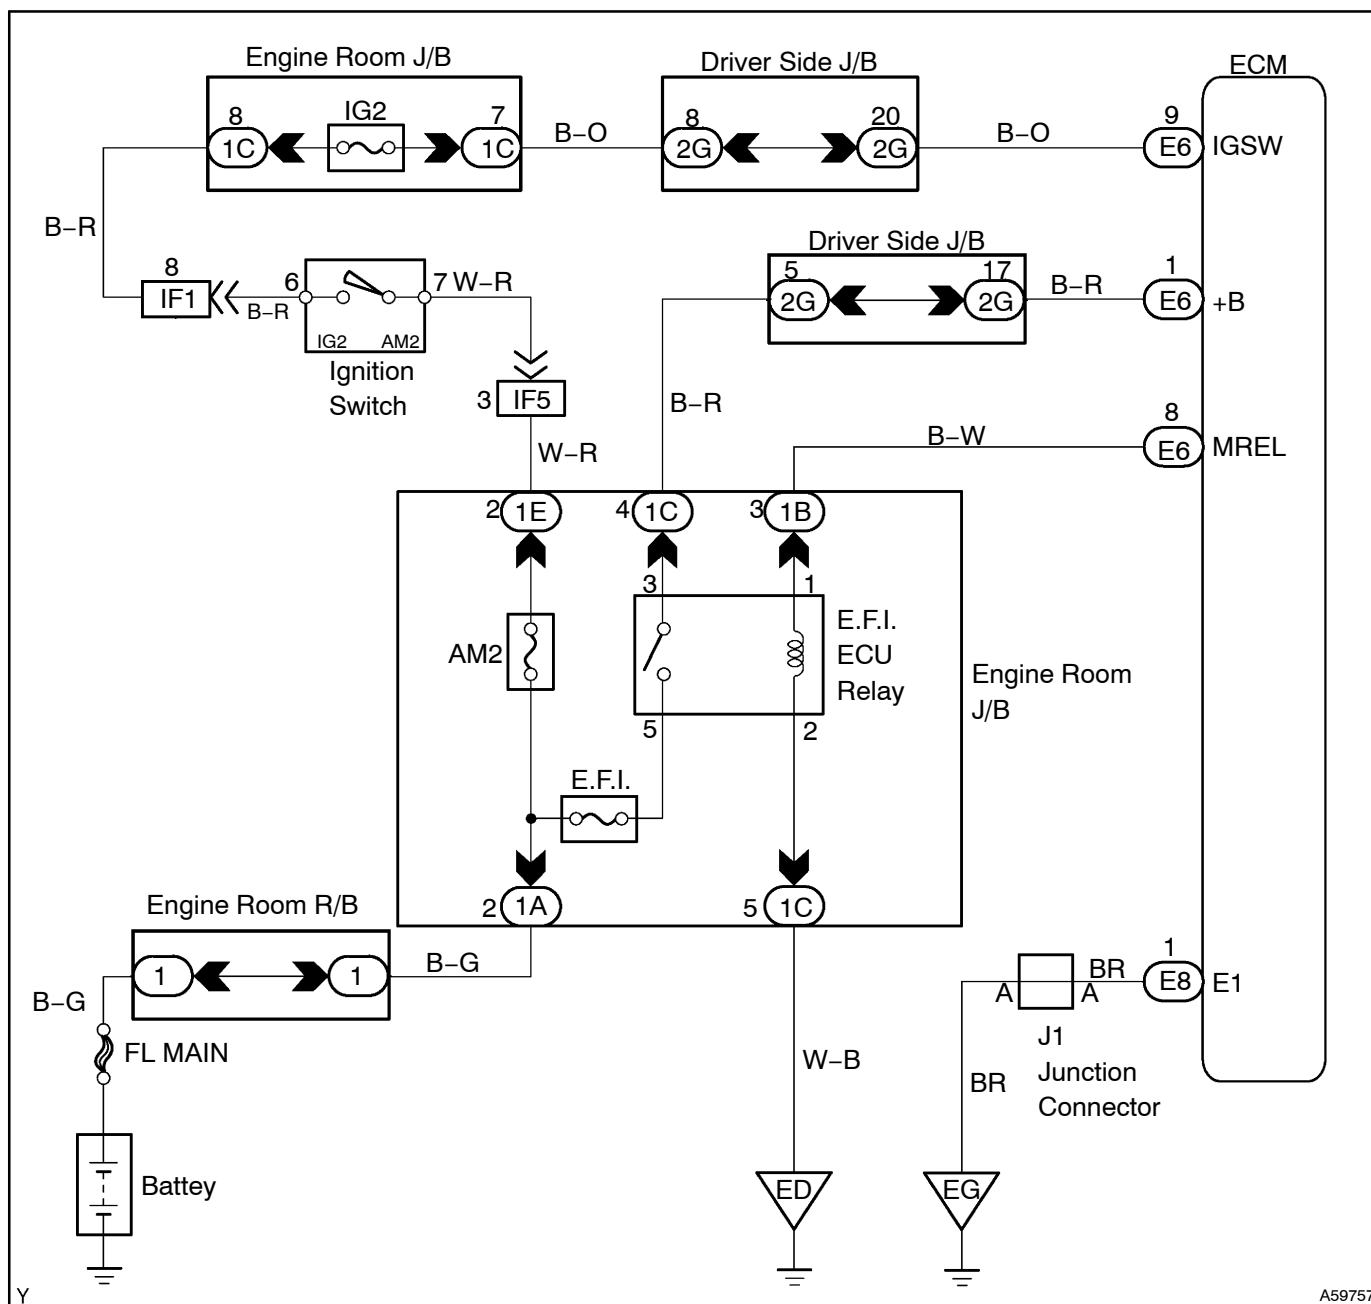 Engine Room J/B
Driver Side J/B
ECM
8
IG2
7
8
20
9
1C
1C
B–O
2G
2G
B–O
E6
IGSW
B–R
Driver Side J/B
8
6
7
W–R
5
17
1
IF1
B–R
2G
2G
B–R
E6
+B
IG2
AM2
Ignition
Switch
3
IF5
B–R
8
W–R
B–W
E6
MREL
2
1E
4
1C
3
1B
3
1
AM2
E.F.I.
ECU
Relay
Engine Room
J/B
5
2
E.F.I.
Engine Room R/B
2
1A
5
1C
1
1
B–G
1
B–G
A
BR
A
E8
E1
FL MAIN
J1
Junction
Connector
W–B
BR
Battey
ED
EG
Y
A59757